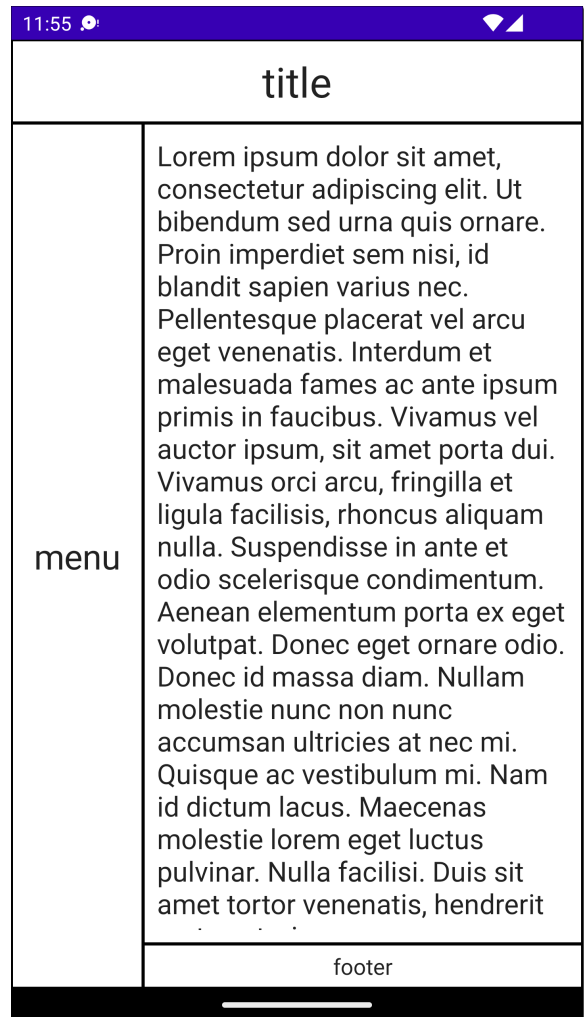 11:55
title
menu
Lorem ipsum dolor sit amet,
consectetur adipiscing elit. Ut
bibendum sed urna quis ornare.
Proin imperdiet sem nisi, id
blandit sapien varius nec.
Pellentesque placerat vel arcu
eget venenatis. Interdum et
malesuada fames ac ante ipsum
primis in faucibus. Vivamus vel
auctor ipsum, sit amet porta dui.
Vivamus orci arcu, fringilla et
ligula facilisis, rhoncus aliquam
nulla. Suspendisse in ante et
odio scelerisque condimentum.
Aenean elementum porta ex eget
volutpat. Donec eget ornare odio.
Donec id massa diam. Nullam
molestie nunc non nunc
accumsan ultricies at nec mi.
Quisque ac vestibulum mi. Nam
id dictum lacus. Maecenas
molestie lorem eget luctus
pulvinar. Nulla facilisi. Duis sit
amet tortor venenatis, hendrerit
footer